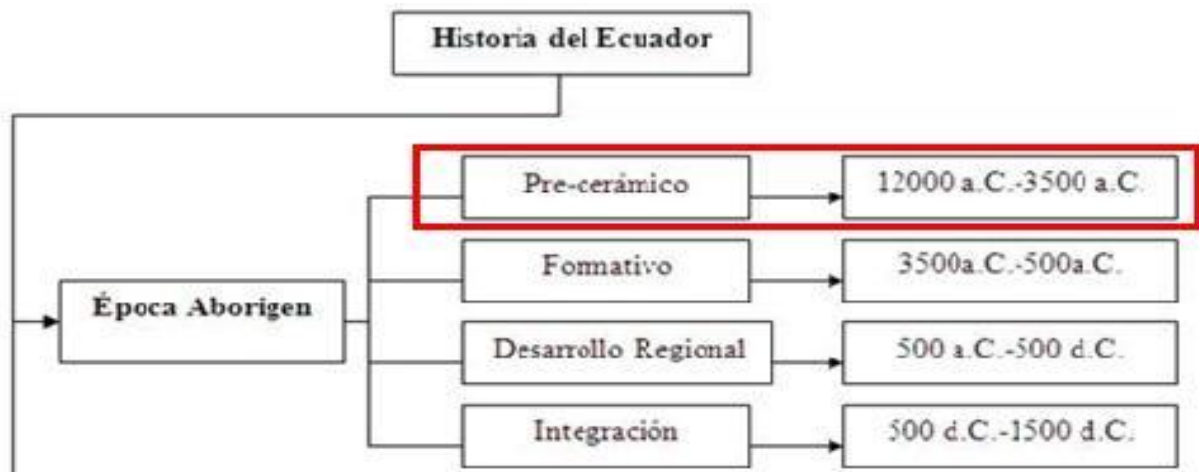 Historia del Ecuador
Pre-cerámico
12000 a.C.-3500 a.C.
Formativo
3500a.C.-500a.C.
Época Aborigen
Desarrollo Regional
500 a.C.-500 d.C.
Integración
500 d.C.-1500 d.C.